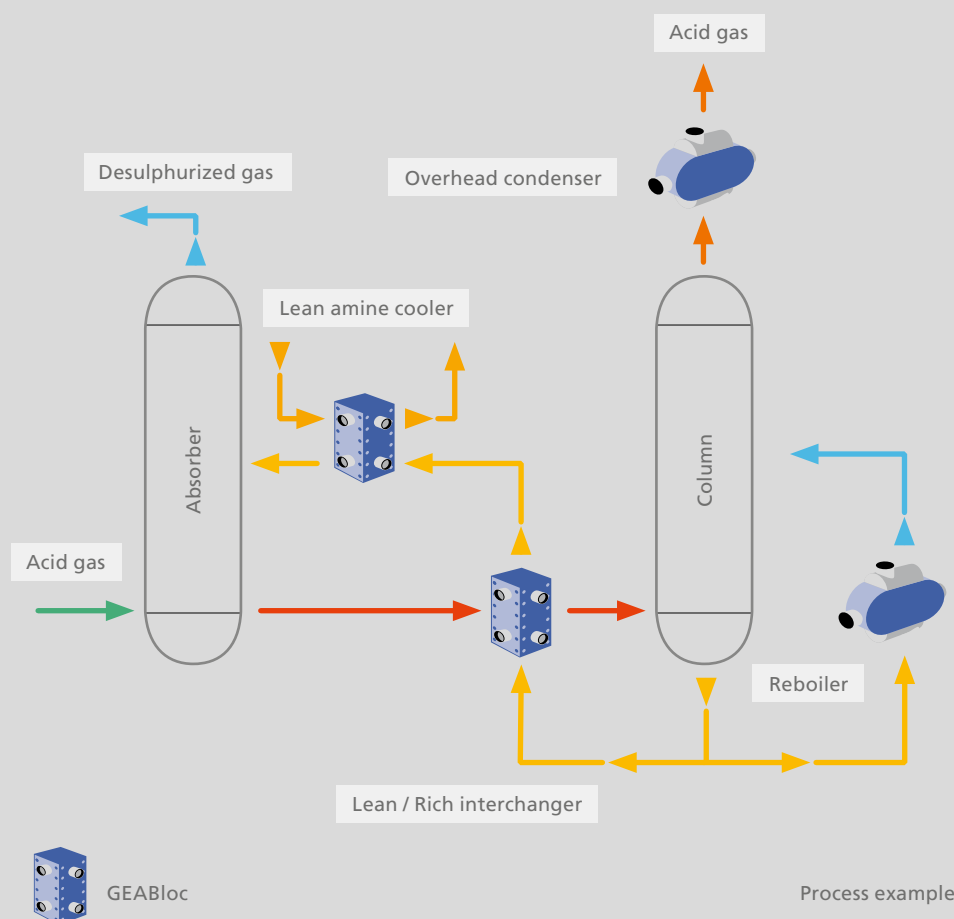 Acid gas
Desulphurized gas
Overhead condenser
Lean amine cooler
Absorber
Column
Acid gas
Reboiler
Lean / Rich interchanger
GEABloc
Process example